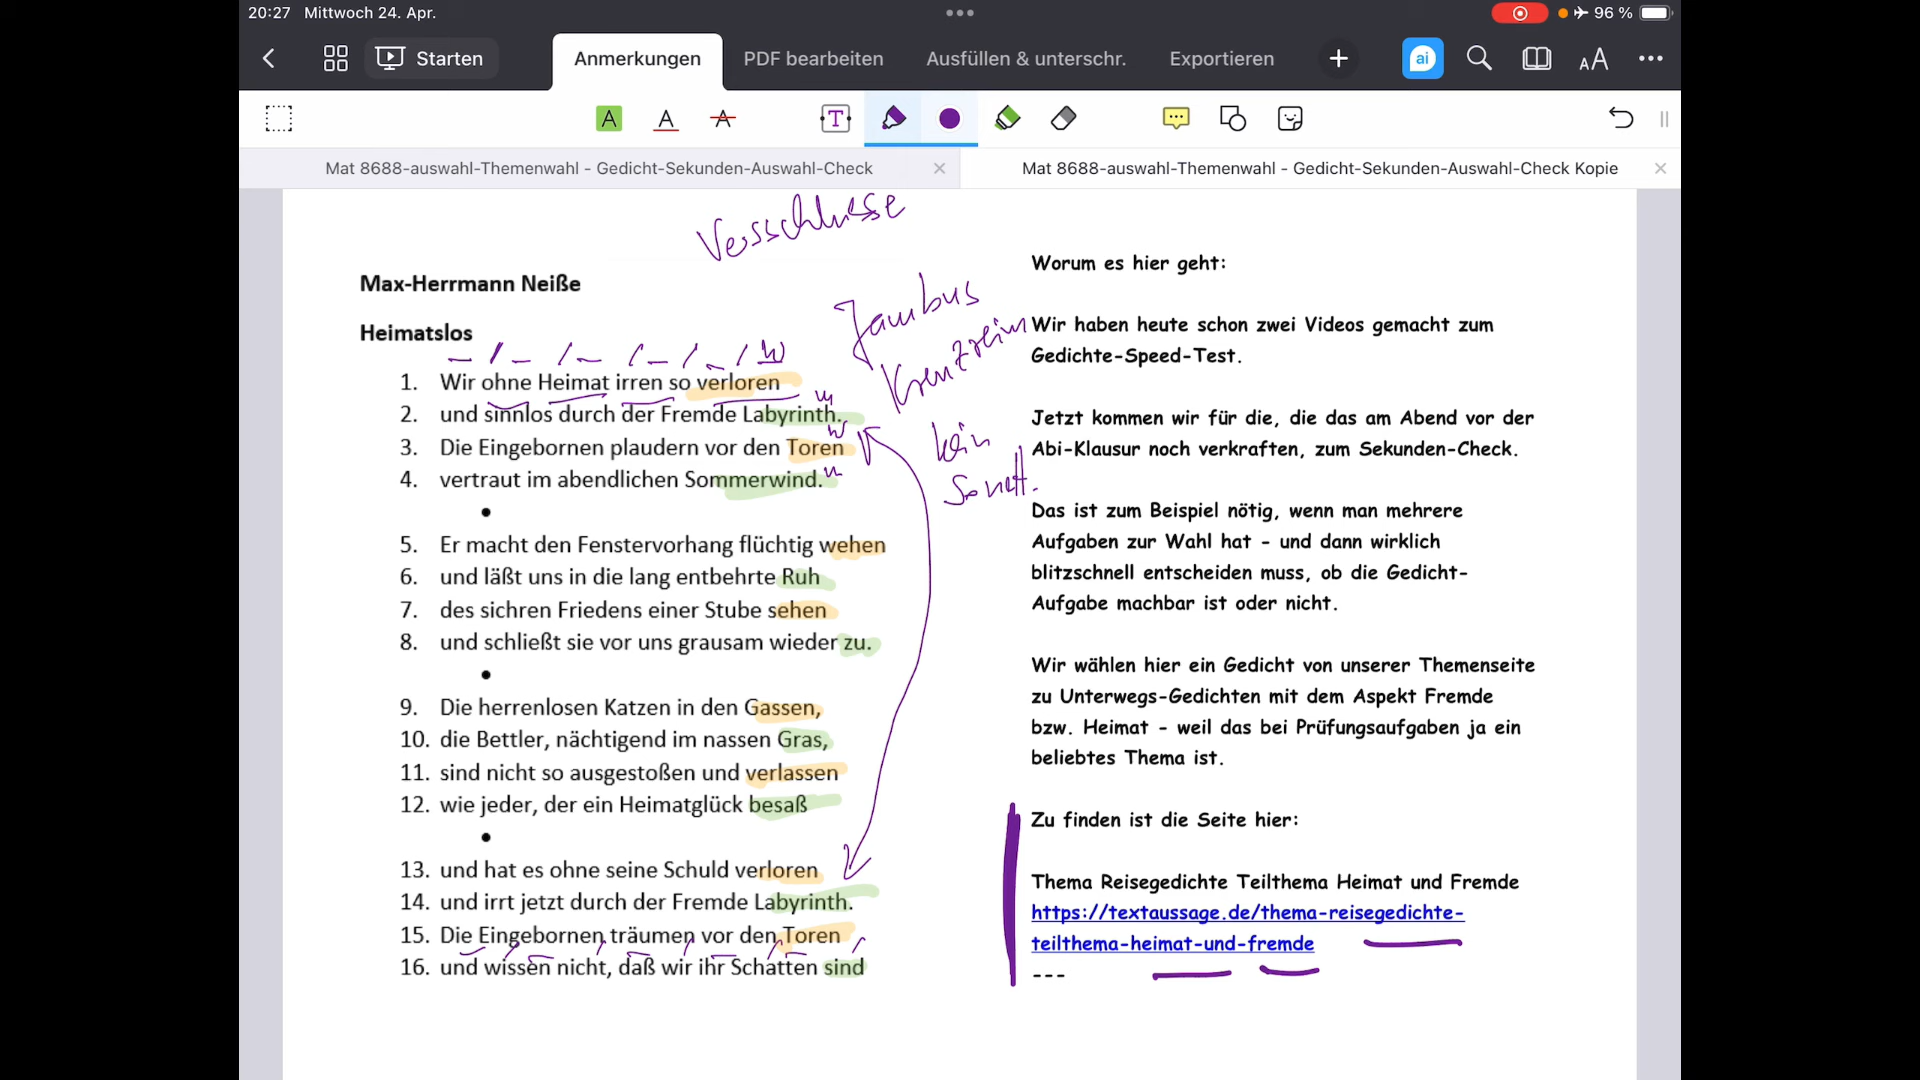 20:27 Mittwoch 24. Apr.
96 %
Starten
Anmerkungen
PDF bearbeiten
Ausfüllen & unterschr.
Exportieren
ai
AA
A A A T
Mat 8688-auswahl-Themenwahl - Gedicht-Sekunden-Auswahl-Check
Mat 8688-auswahl-Themenwahl - Gedicht-Sekunden-Auswahl-Check Kopie
Versschlüsse
Max-Herrmann Neiße
Jambus
Kreuzreim
Heimatslos
w
1. Wir ohne Heimat irren so verloren
m
2. und sinnlos durch der Fremde Labyrinth.
w
3. Die Eingebornen plaudern vor den Toren
m
4. vertraut im abendlichen Sommerwind.
kein
Sonett.
5. Er macht den Fenstervorhang flüchtig wehen
6. und läßt uns in die lang entbehrte Ruh
7. des sichren Friedens einer Stube sehen
8. und schließt sie vor uns grausam wieder zu.
9. Die herrenlosen Katzen in den Gassen,
10. die Bettler, nächtigend im nassen Gras,
11. sind nicht so ausgestoßen und verlassen
12. wie jeder, der ein Heimatglück besaß
13. und hat es ohne seine Schuld verloren
14. und irrt jetzt durch der Fremde Labyrinth.
15. Die Eingebornen träumen vor den Toren
16. und wissen nicht, daß wir ihr Schatten sind
Worum es hier geht:
Wir haben heute schon zwei Videos gemacht zum
Gedichte-Speed-Test.
Jetzt kommen wir für die, die das am Abend vor der
Abi-Klausur noch verkraften, zum Sekunden-Check.
Das ist zum Beispiel nötig, wenn man mehrere
Aufgaben zur Wahl hat - und dann wirklich
blitzschnell entscheiden muss, ob die Gedicht-
Aufgabe machbar ist oder nicht.
Wir wählen hier ein Gedicht von unserer Themenseite
zu Unterwegs-Gedichten mit dem Aspekt Fremde
bzw. Heimat - weil das bei Prüfungsaufgaben ja ein
beliebtes Thema ist.
Zu finden ist die Seite hier:
Thema Reisegedichte Teilthema Heimat und Fremde
https://textaussage.de/thema-reisegedichte-
teilthema-heimat-und-fremde
---